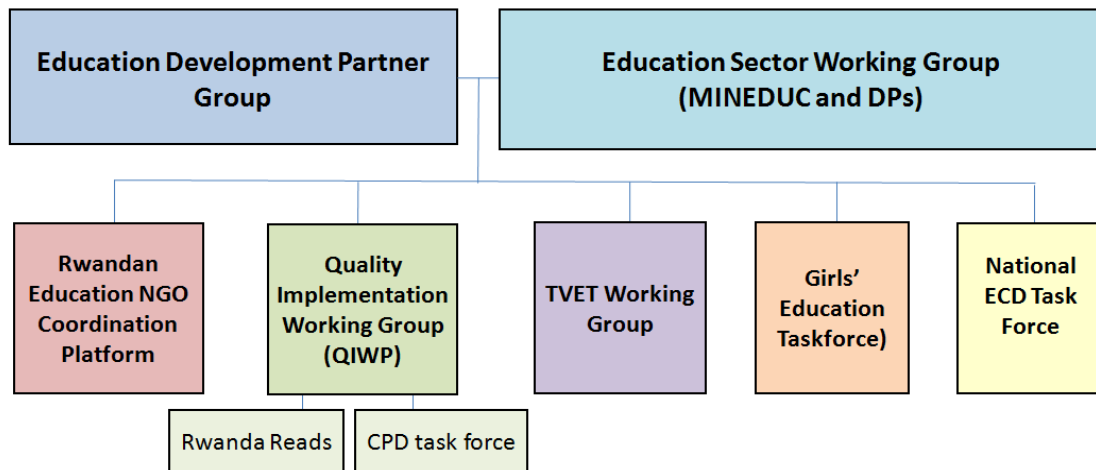 Education Development Partner
Group
Education Sector Working Group
(MINEDUC and DPs)
Rwandan
Education NGO
Coordination
Platform
Quality
Implementation
Working Group
(QIWP)
TVET Working
Group
Girls’
Education
Taskforce)
National
ECD Task
Force
Rwanda Reads
CPD task force